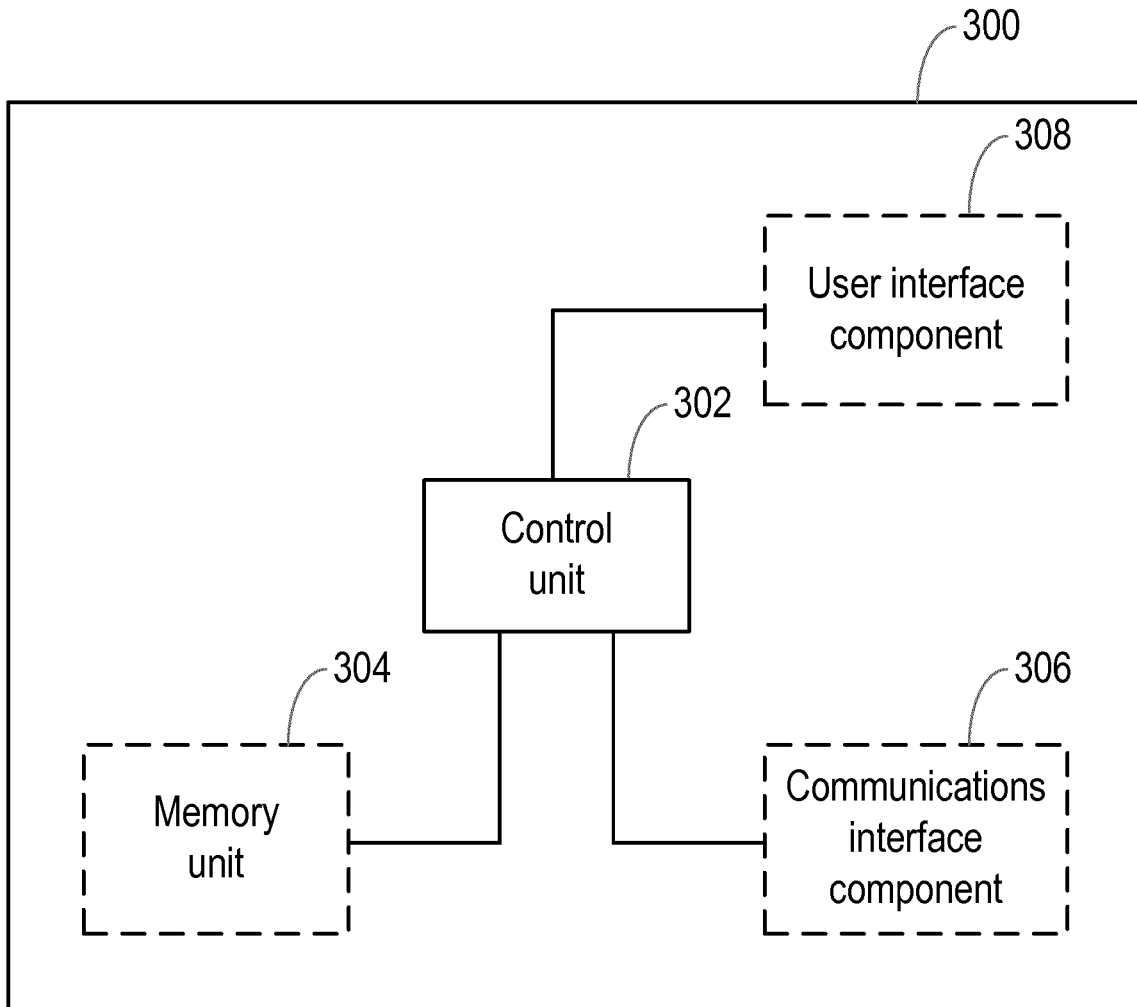 300
308
User interface
component
302
Control
unit
304
306
Memory
unit
Communications
interface
component